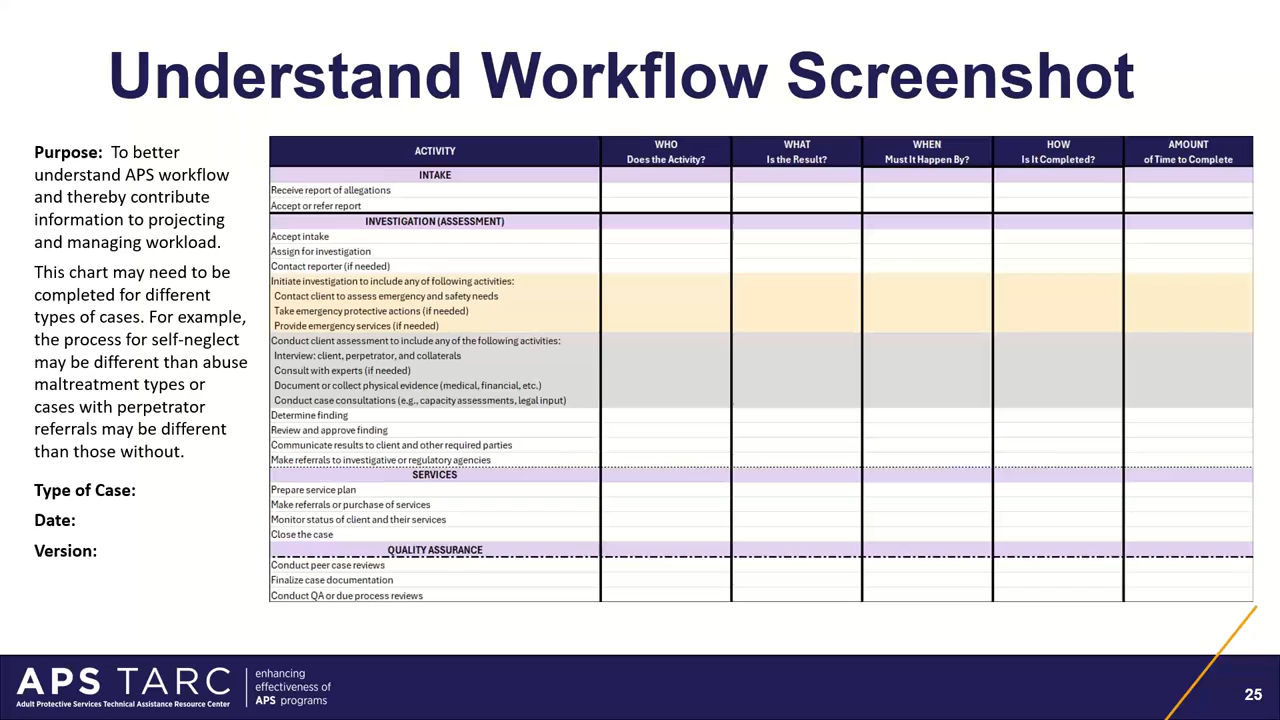 Understand Workflow Screenshot
Purpose: To better
understand APS workflow
and thereby contribute
information to projecting
and managing workload.
This chart may need to be
completed for different
types of cases. For example,
the process for self-neglect
may be different than abuse
maltreatment types or
cases with perpetrator
referrals may be different
than those without.
Type of Case:
Date:
Version:
ACTIVITY
WHO
Does the Activity?
WHAT
Is the Result?
WHEN
Must It Happen By?
HOW
Is It Completed?
AMOUNT
of Time to Complete
INTAKE
Receive report of allegations
Accept or refer report
INVESTIGATION (ASSESSMENT)
Accept intake
Assign for investigation
Contact reporter (if needed)
Initiate investigation to include any of following activities:
Contact client to assess emergency and safety needs
Take emergency protective actions (if needed)
Provide emergency services (if needed)
Conduct client assessment to include any of the following activities:
Interview: client, perpetrator, and collaterals
Consult with experts (if needed)
Document or collect physical evidence (medical, financial, etc.)
Conduct case consultations (e.g., capacity assessments, legal input)
Determine finding
Review and approve finding
Communicate results to client and other required parties
Make referrals to investigative or regulatory agencies
SERVICES
Prepare service plan
Make referrals or purchase of services
Monitor status of client and their services
Close the case
QUALITY ASSURANCE
Conduct peer case reviews
Finalize case documentation
Conduct QA or due process reviews
APS TARC
Adult Protective Services Technical Assistance Resource Center
enhancing
effectiveness of
APS programs
25